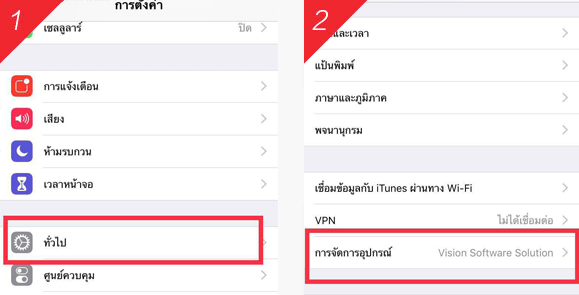 1
การตั้งค่า
เซลลูลาร์ ปิด
การแจ้งเตือน
เสียง
ห้ามรบกวน
เวลาหน้าจอ
ทั่วไป
ศูนย์ควบคุม
2
และเวลา
แป้นพิมพ์
ภาษาและภูมิภาค
พจนานุกรม
เชื่อมข้อมูลกับ iTunes ผ่านทาง Wi-Fi
VPN ไม่ได้เชื่อมต่อ
การจัดการอุปกรณ์ Vision Software Solution